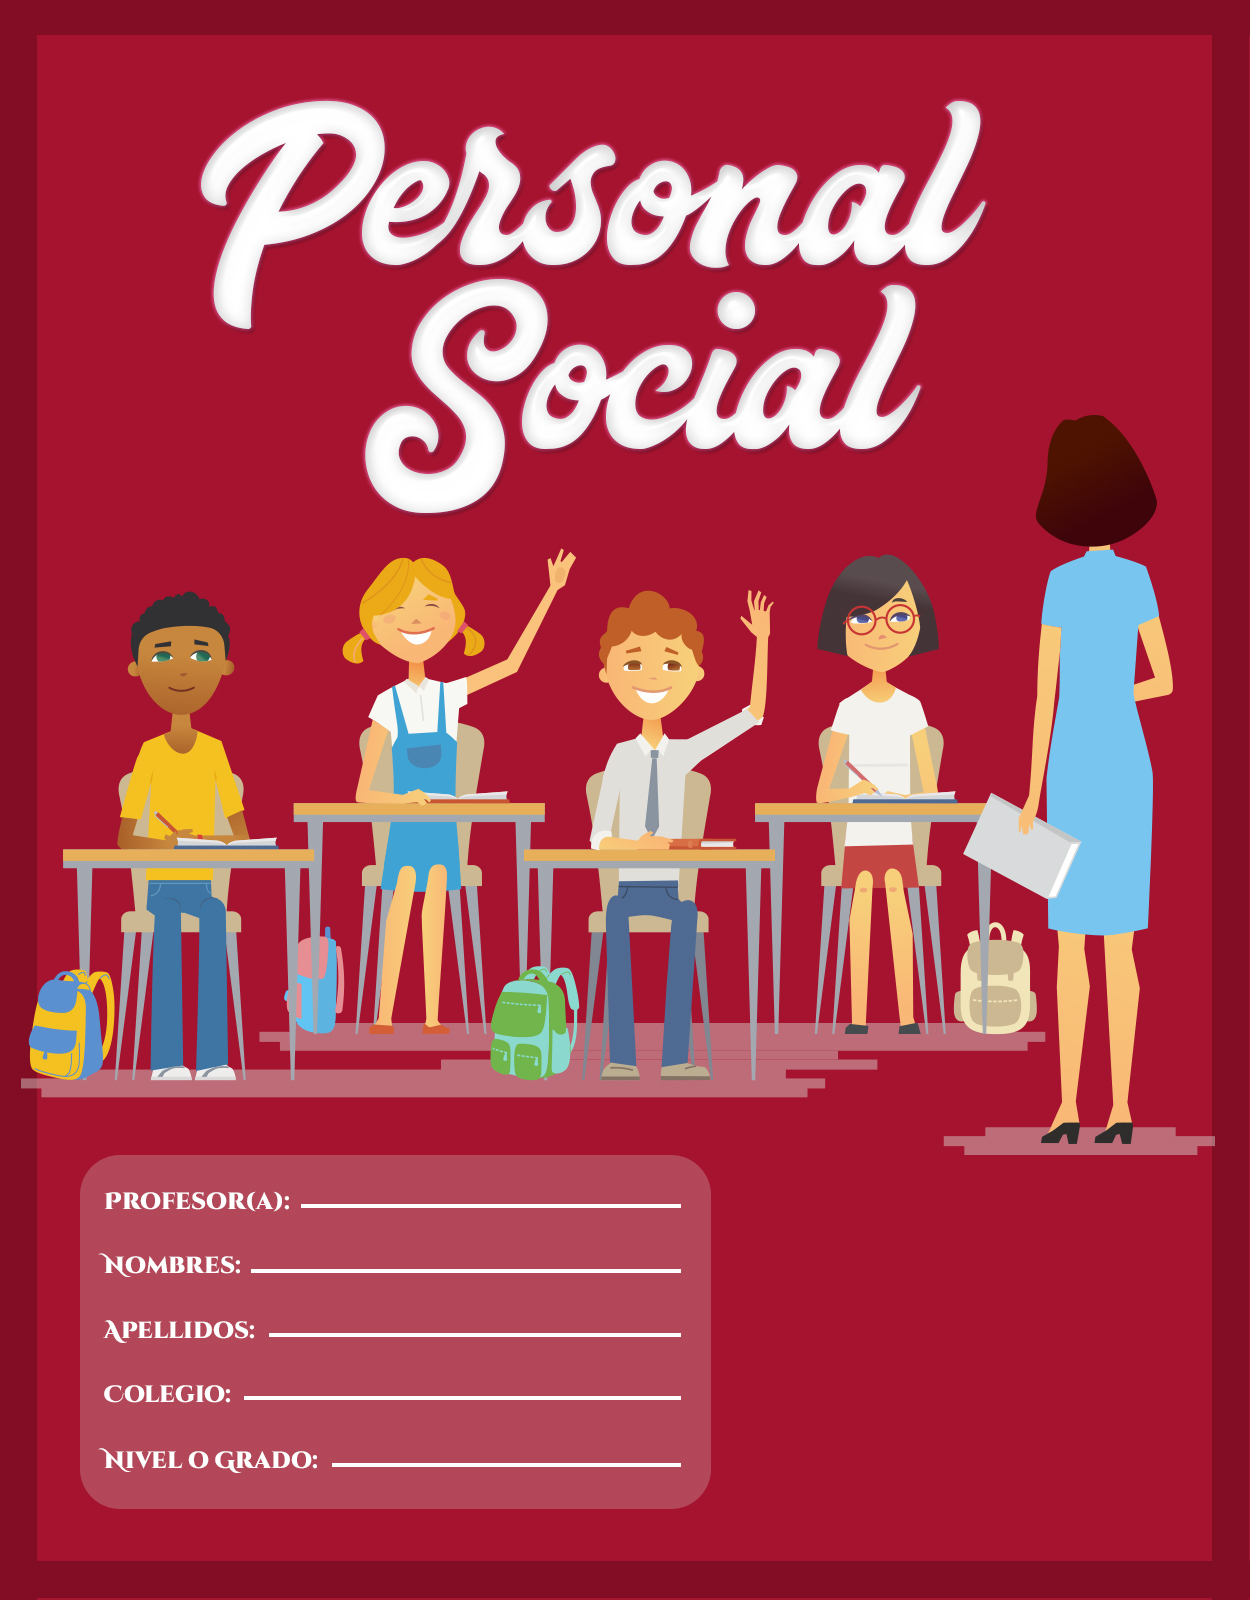 Personal
Social
Profesor(a):
Nombres:
Apellidos:
Colegio:
Nivel o Grado: